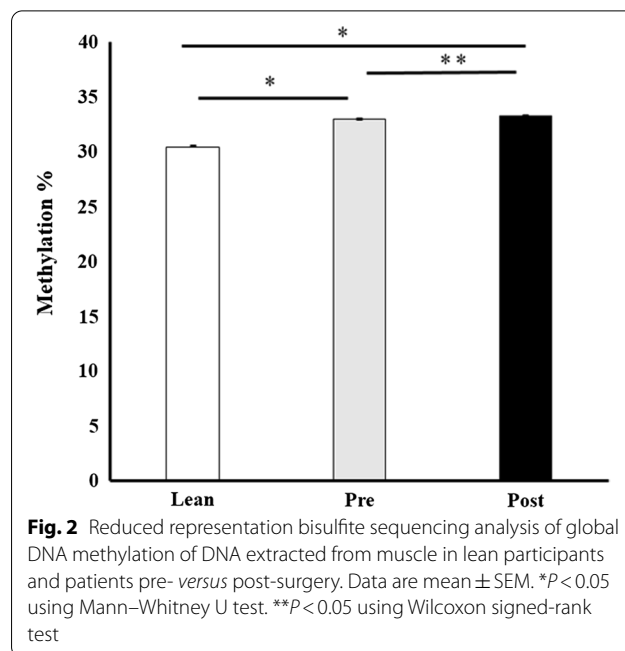 40
35
30
25
20
15
10
5
0
Methylation %
*
*
* *
Lean Pre Post
Fig. 2 Reduced representation bisulfite sequencing analysis of global
DNA methylation of DNA extracted from muscle in lean participants
and patients pre- versus post-surgery. Data are mean ± SEM. *P < 0.05
using Mann–Whitney U test. **P < 0.05 using Wilcoxon signed-rank
test